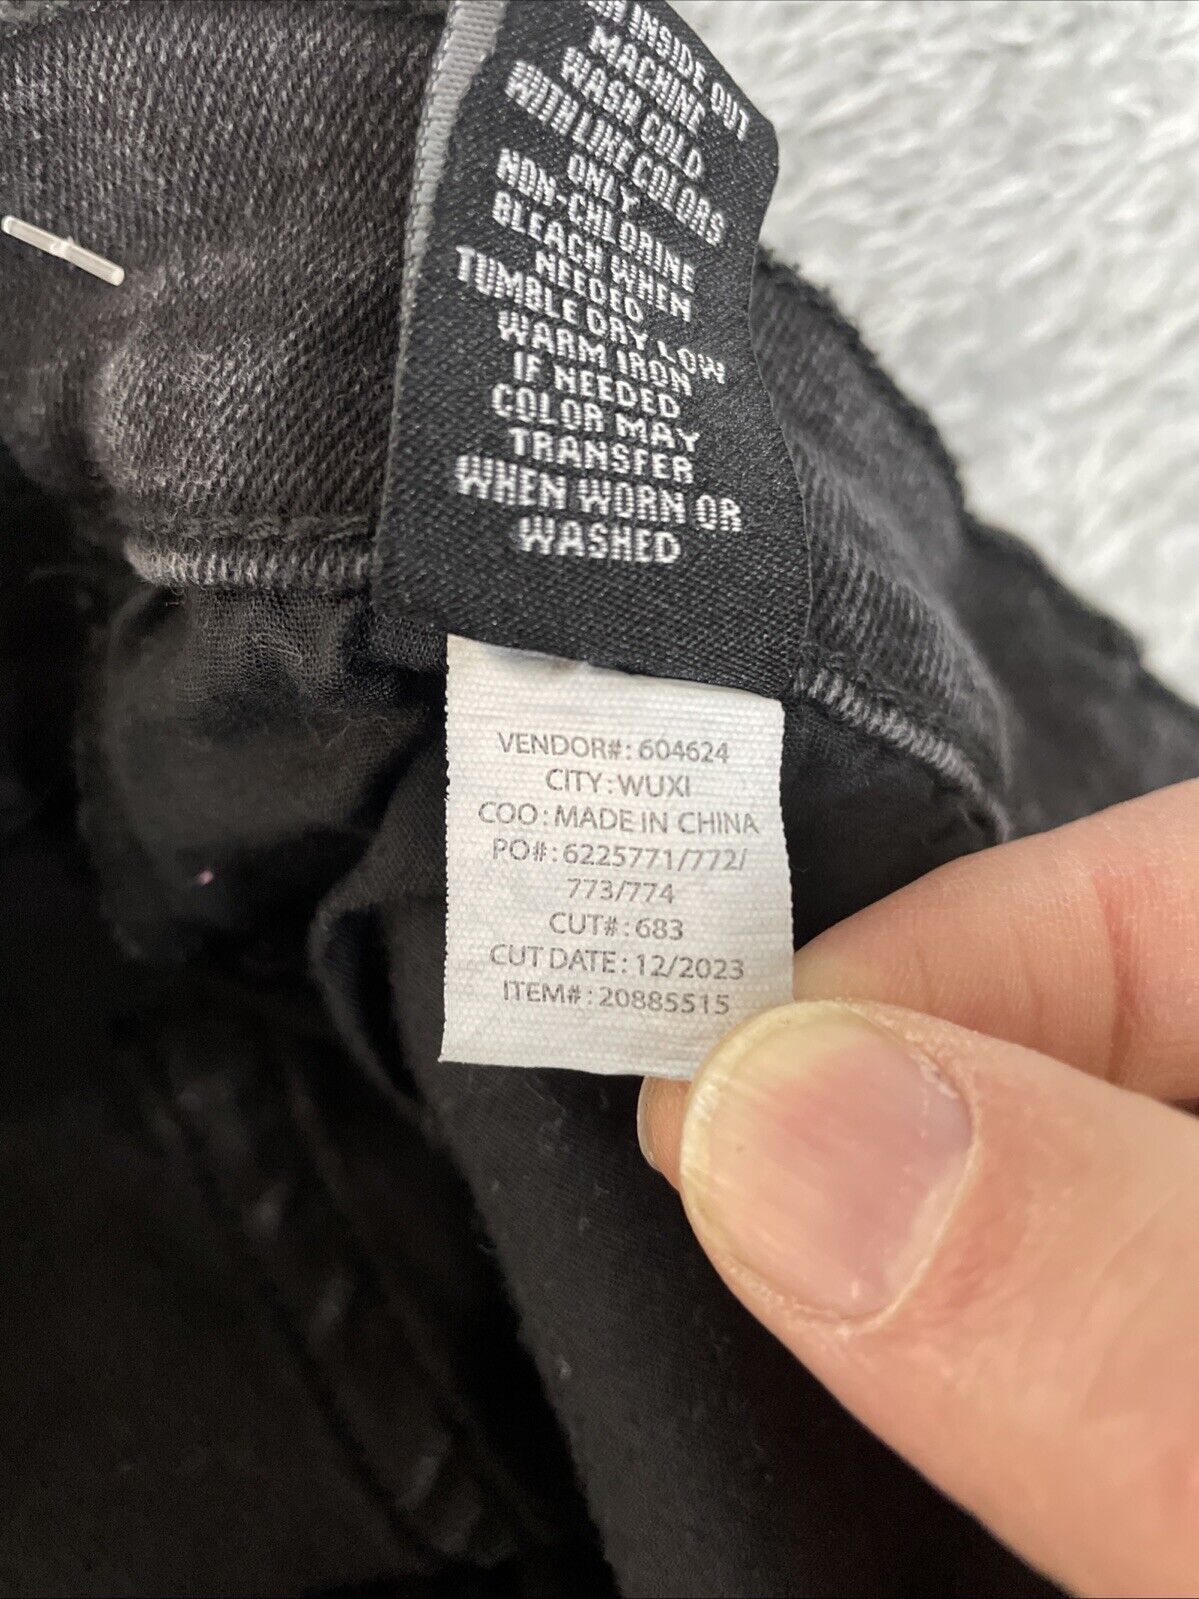 INSIDE OUT
MACHINE
WASH COLD
WITH LIKE COLORS
ONLY
NON-CHLORINE
BLEACH WHEN
NEEDED
TUMBLE DRY LOW
WARM IRON
IF NEEDED
COLOR MAY
TRANSFER
WHEN WORN OR
WASHED
VENDOR#: 604624
CITY: WUXI
COO: MADE IN CHINA
PO#: 6225771/772/
773/774
CUT#: 683
CUT DATE: 12/2023
ITEM#: 20885515